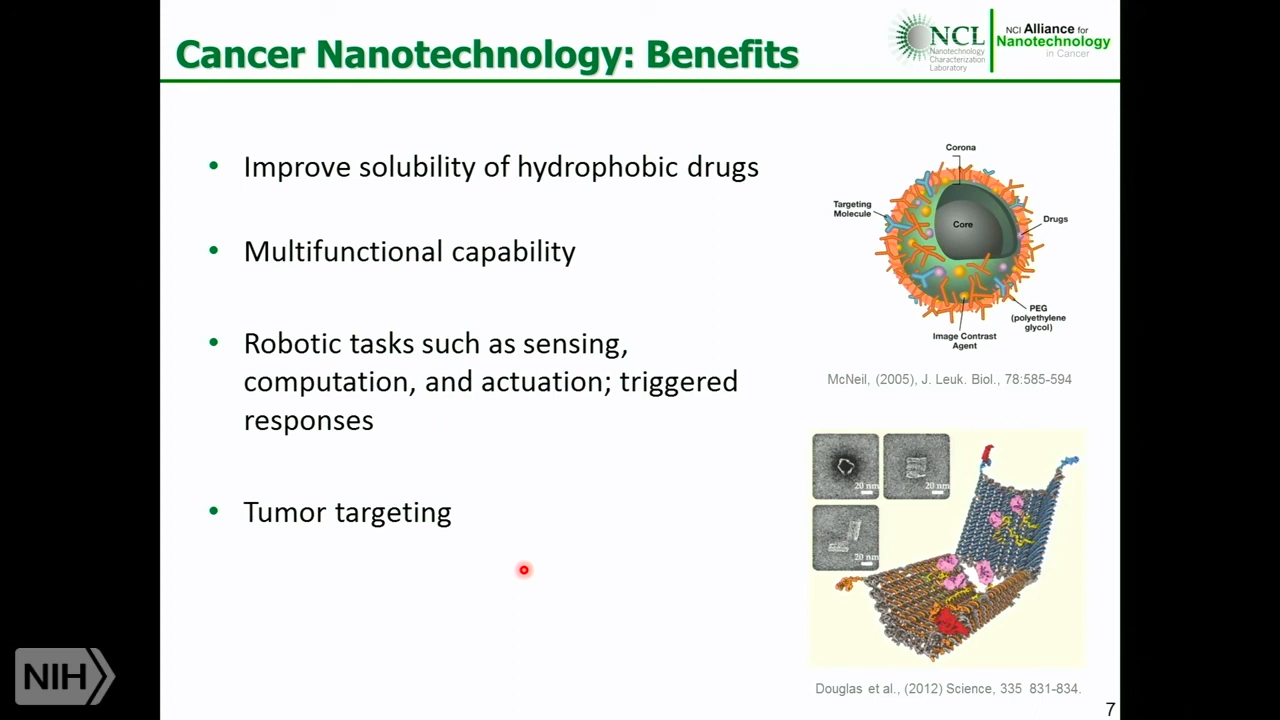 Cancer Nanotechnology: Benefits
NCL
Nanotechnology
Characterization
Laboratory
NCI Alliance for
Nanotechnology
in Cancer
• Improve solubility of hydrophobic drugs
• Multifunctional capability
• Robotic tasks such as sensing,
computation, and actuation; triggered
responses
• Tumor targeting
Corona
Targeting
Molecule
Core
Drugs
PEG
(polyethylene
glycol)
Image Contrast
Agent
McNeil, (2005), J. Leuk. Biol., 78:585-594
20 nm
20 nm
20 nm
Douglas et al., (2012) Science, 335 831-834.
NIH
7